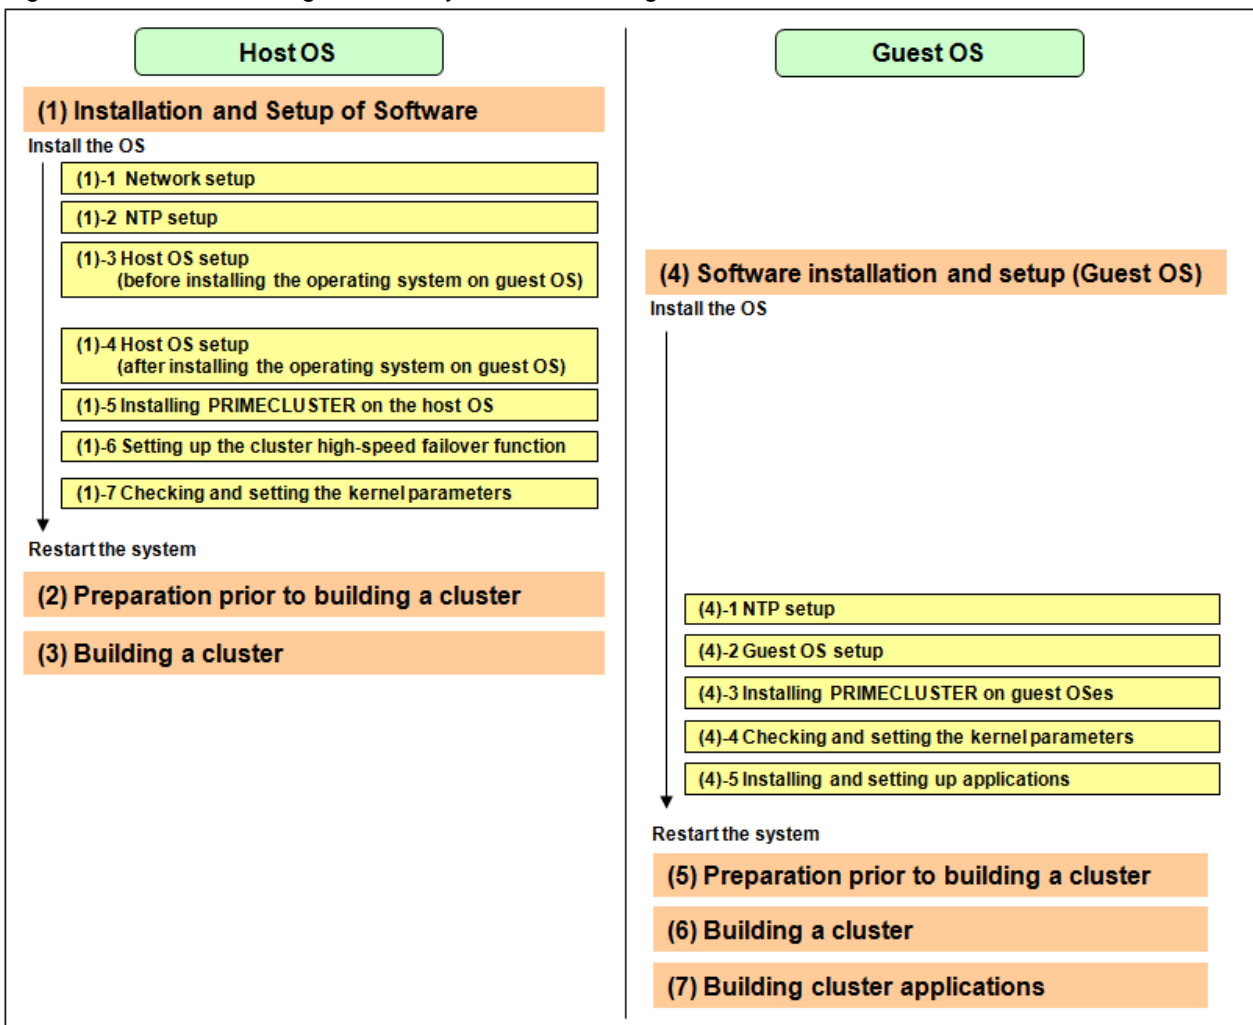 Host OS
(1) Installation and Setup of Software
Install the OS
(1)-1 Network setup
(1)-2 NTP setup
(1)-3 Host OS setup
(before installing the operating system on guest OS)
(1)-4 Host OS setup
(after installing the operating system on guest OS)
(1)-5 Installing PRIMECLUSTER on the host OS
(1)-6 Setting up the cluster high-speed failover function
(1)-7 Checking and setting the kernel parameters
Restart the system
(2) Preparation prior to building a cluster
(3) Building a cluster
Guest OS
(4) Software installation and setup (Guest OS)
Install the OS
(4)-1 NTP setup
(4)-2 Guest OS setup
(4)-3 Installing PRIMECLUSTER on guest OSes
(4)-4 Checking and setting the kernel parameters
(4)-5 Installing and setting up applications
Restart the system
(5) Preparation prior to building a cluster
(6) Building a cluster
(7) Building cluster applications